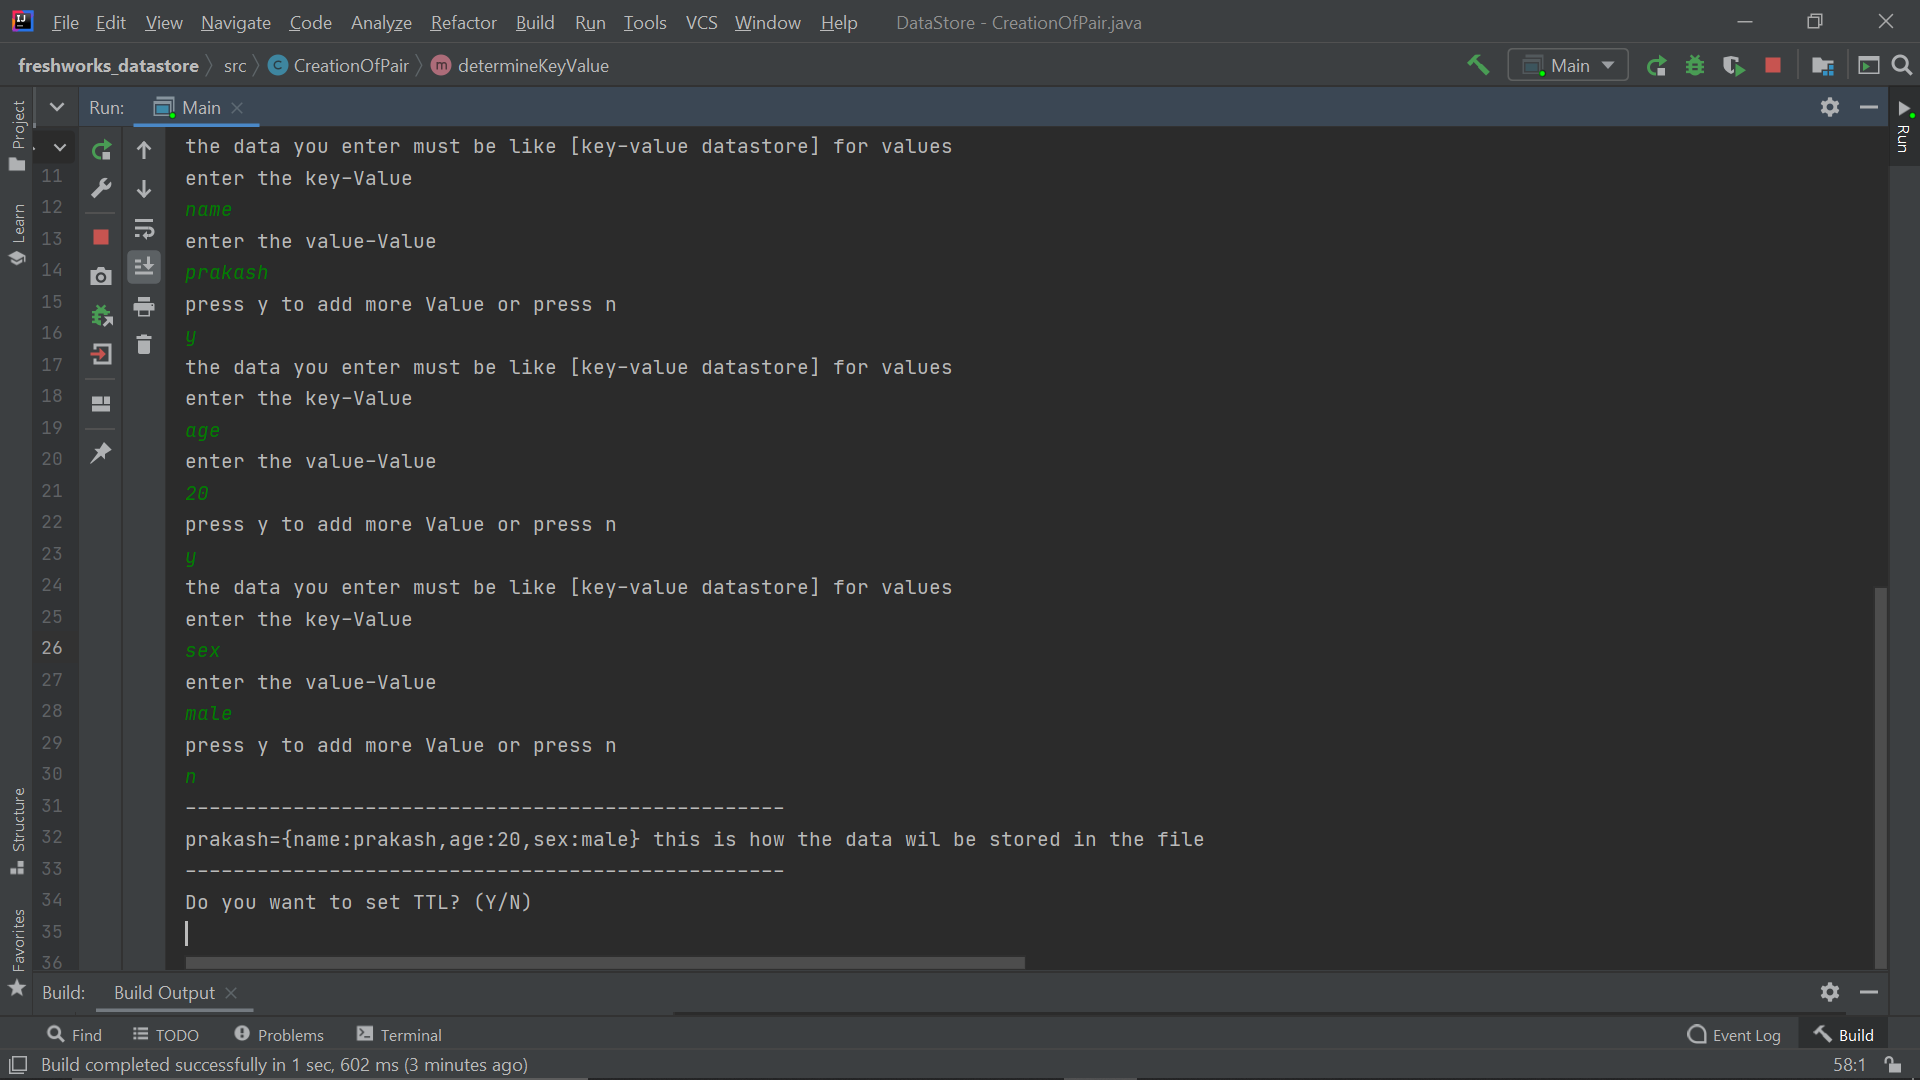 File Edit View Navigate Code Analyze Refactor Build Run Tools VCS Window Help DataStore - CreationOfPair.java
freshworks_datastore src CreationOfPair determineKeyValue Main
Run: Main
Project
Learn
Structure
Favorites
Run
11
12
13
14
15
16
17
18
19
20
21
22
23
24
25
26
27
28
29
30
31
32
33
34
35
36
the data you enter must be like [key-value datastore] for values
enter the key-Value
name
enter the value-Value
prakash
press y to add more Value or press n
y
the data you enter must be like [key-value datastore] for values
enter the key-Value
age
enter the value-Value
20
press y to add more Value or press n
y
the data you enter must be like [key-value datastore] for values
enter the key-Value
sex
enter the value-Value
male
press y to add more Value or press n
n
--------------------------------------------------
prakash={name:prakash,age:20,sex:male} this is how the data wil be stored in the file
--------------------------------------------------
Do you want to set TTL? (Y/N)
Build: Build Output
Find TODO Problems Terminal Event Log Build
Build completed successfully in 1 sec, 602 ms (3 minutes ago) 58:1